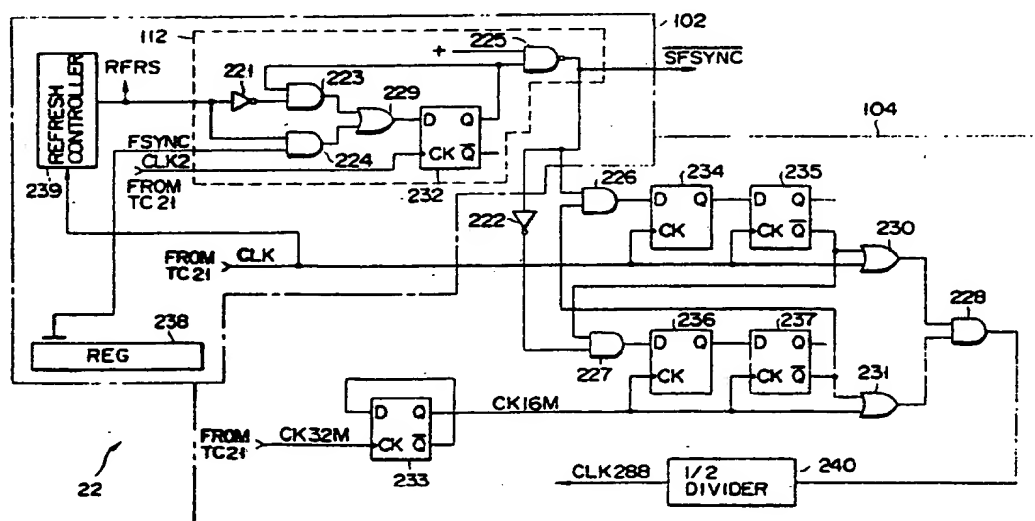 112
225
102
+
SFSYNC
RFRS
221
223
229
REFRESH
CONTROLLER
D Q
FSYNC
224
CK Q
104
CLK2
FROM
TC 21
239
232
226
234
235
D Q
D Q
230
222
CK
CK Q
FROM
TC 21
CLK
228
238
REG
236
237
D Q
D Q
227
CK
CK Q
231
D Q
CK16M
FROM
TC21
CK32M
CK Q
22
233
CLK288
1/2
DIVIDER
240